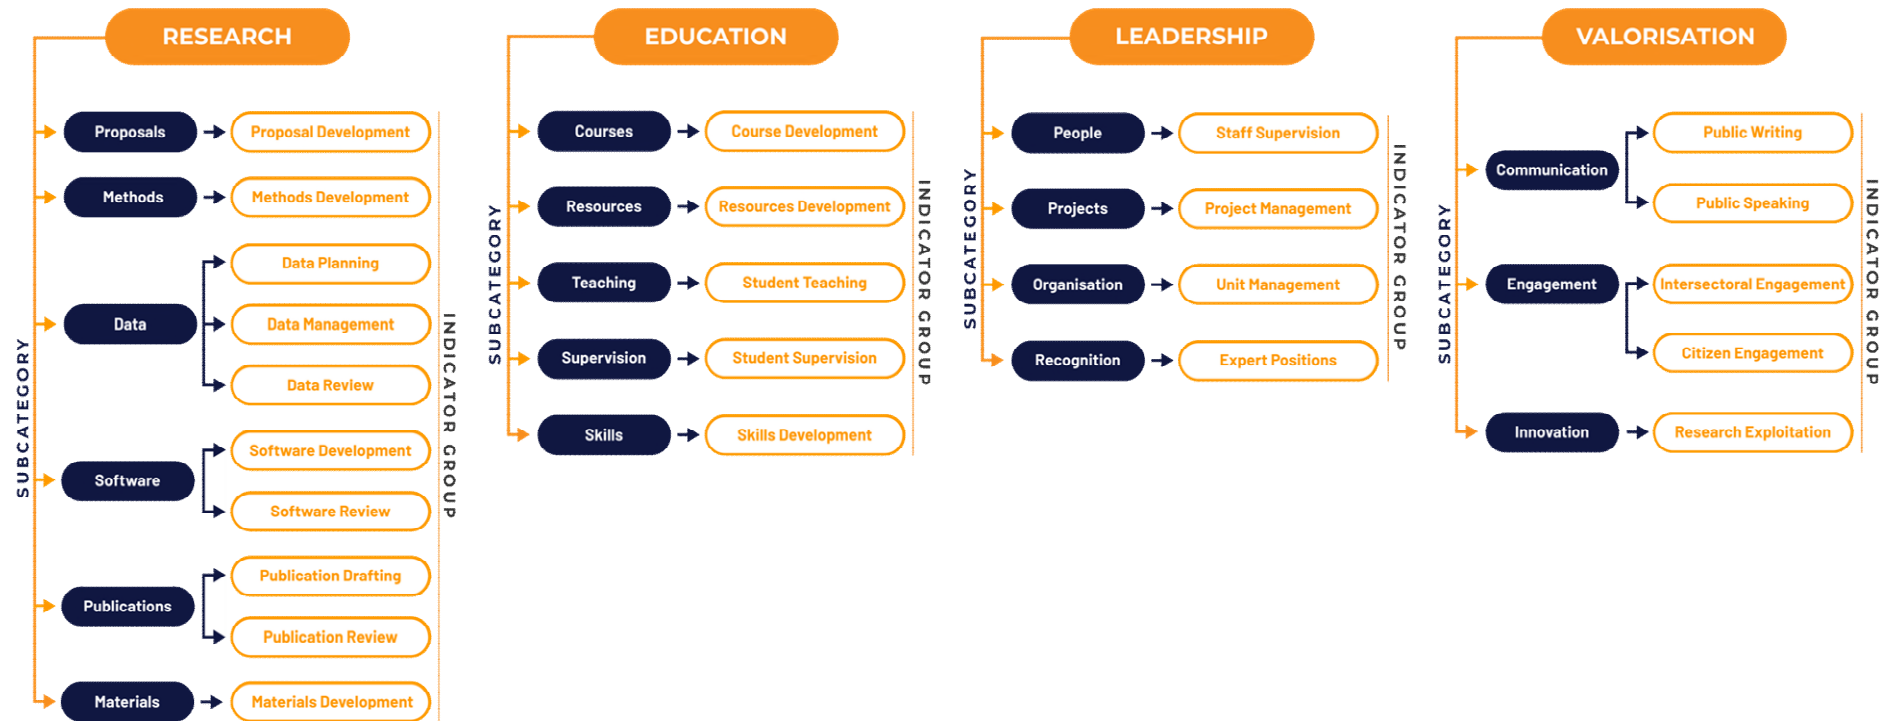 RESEARCH
SUBCATEGORY
Proposals
Proposal Development
Methods
Methods Development
Data
Data Planning
Data Management
Data Review
Software
Software Development
Software Review
Publications
Publication Drafting
Publication Review
Materials
Materials Development
INDICATOR GROUP
EDUCATION
SUBCATEGORY
Courses
Course Development
Resources
Resources Development
Teaching
Student Teaching
Supervision
Student Supervision
Skills
Skills Development
INDICATOR GROUP
LEADERSHIP
SUBCATEGORY
People
Staff Supervision
Projects
Project Management
Organisation
Unit Management
Recognition
Expert Positions
INDICATOR GROUP
VALORISATION
SUBCATEGORY
Communication
Public Writing
Public Speaking
Engagement
Intersectoral Engagement
Citizen Engagement
Innovation
Research Exploitation
INDICATOR GROUP